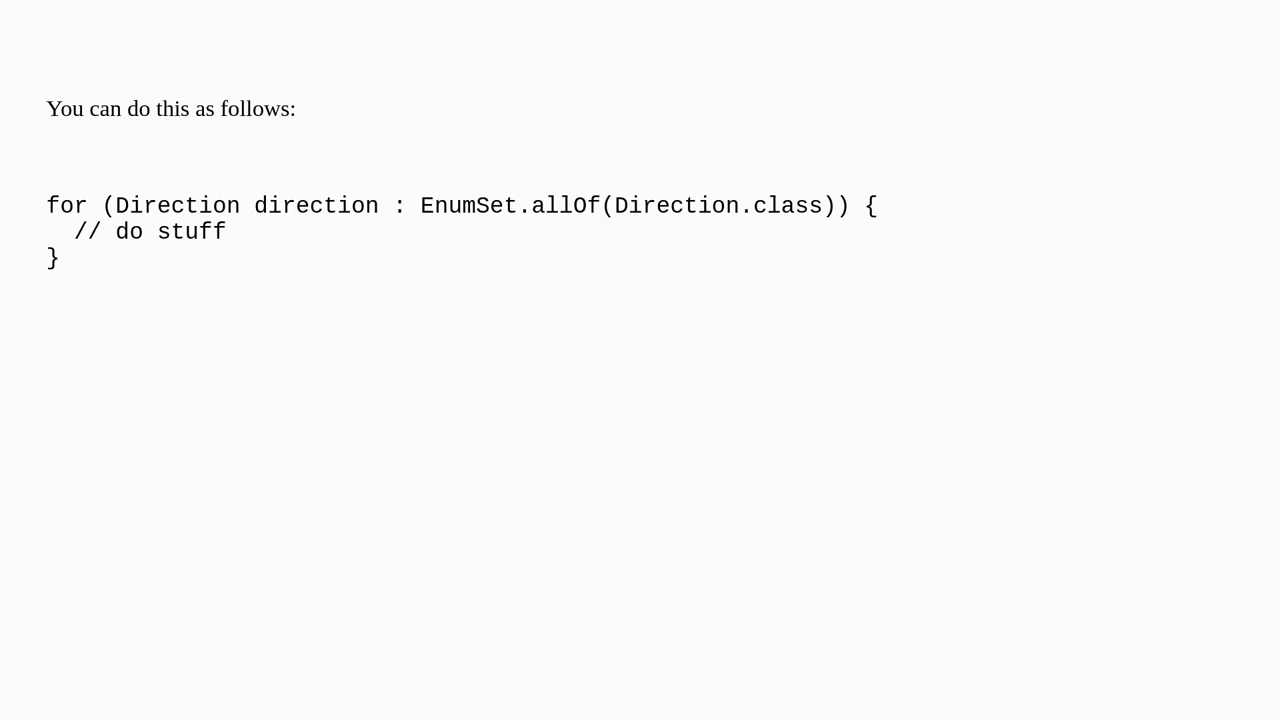 You can do this as follows:
for (Direction direction : EnumSet.allOf(Direction.class)) {
  // do stuff
}